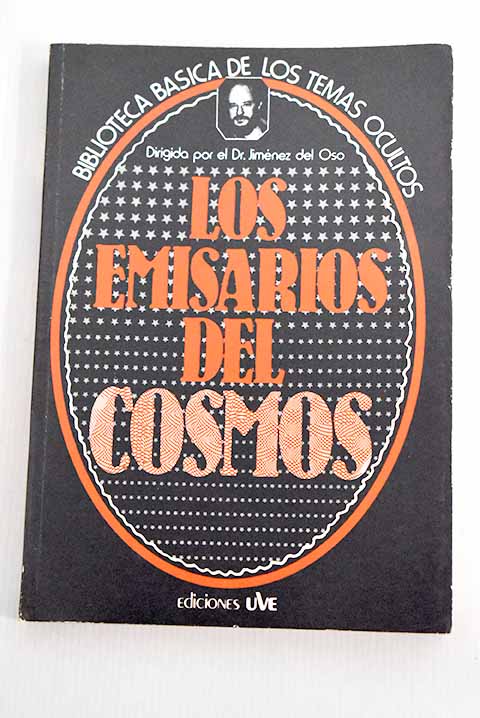 BIBLIOTECA BASICA DE LOS TEMAS OCULTOS
Dirigida por el Dr. Jiménez del Oso
LOS
EMISARIOS
DEL
COSMOS
ediciones UVE